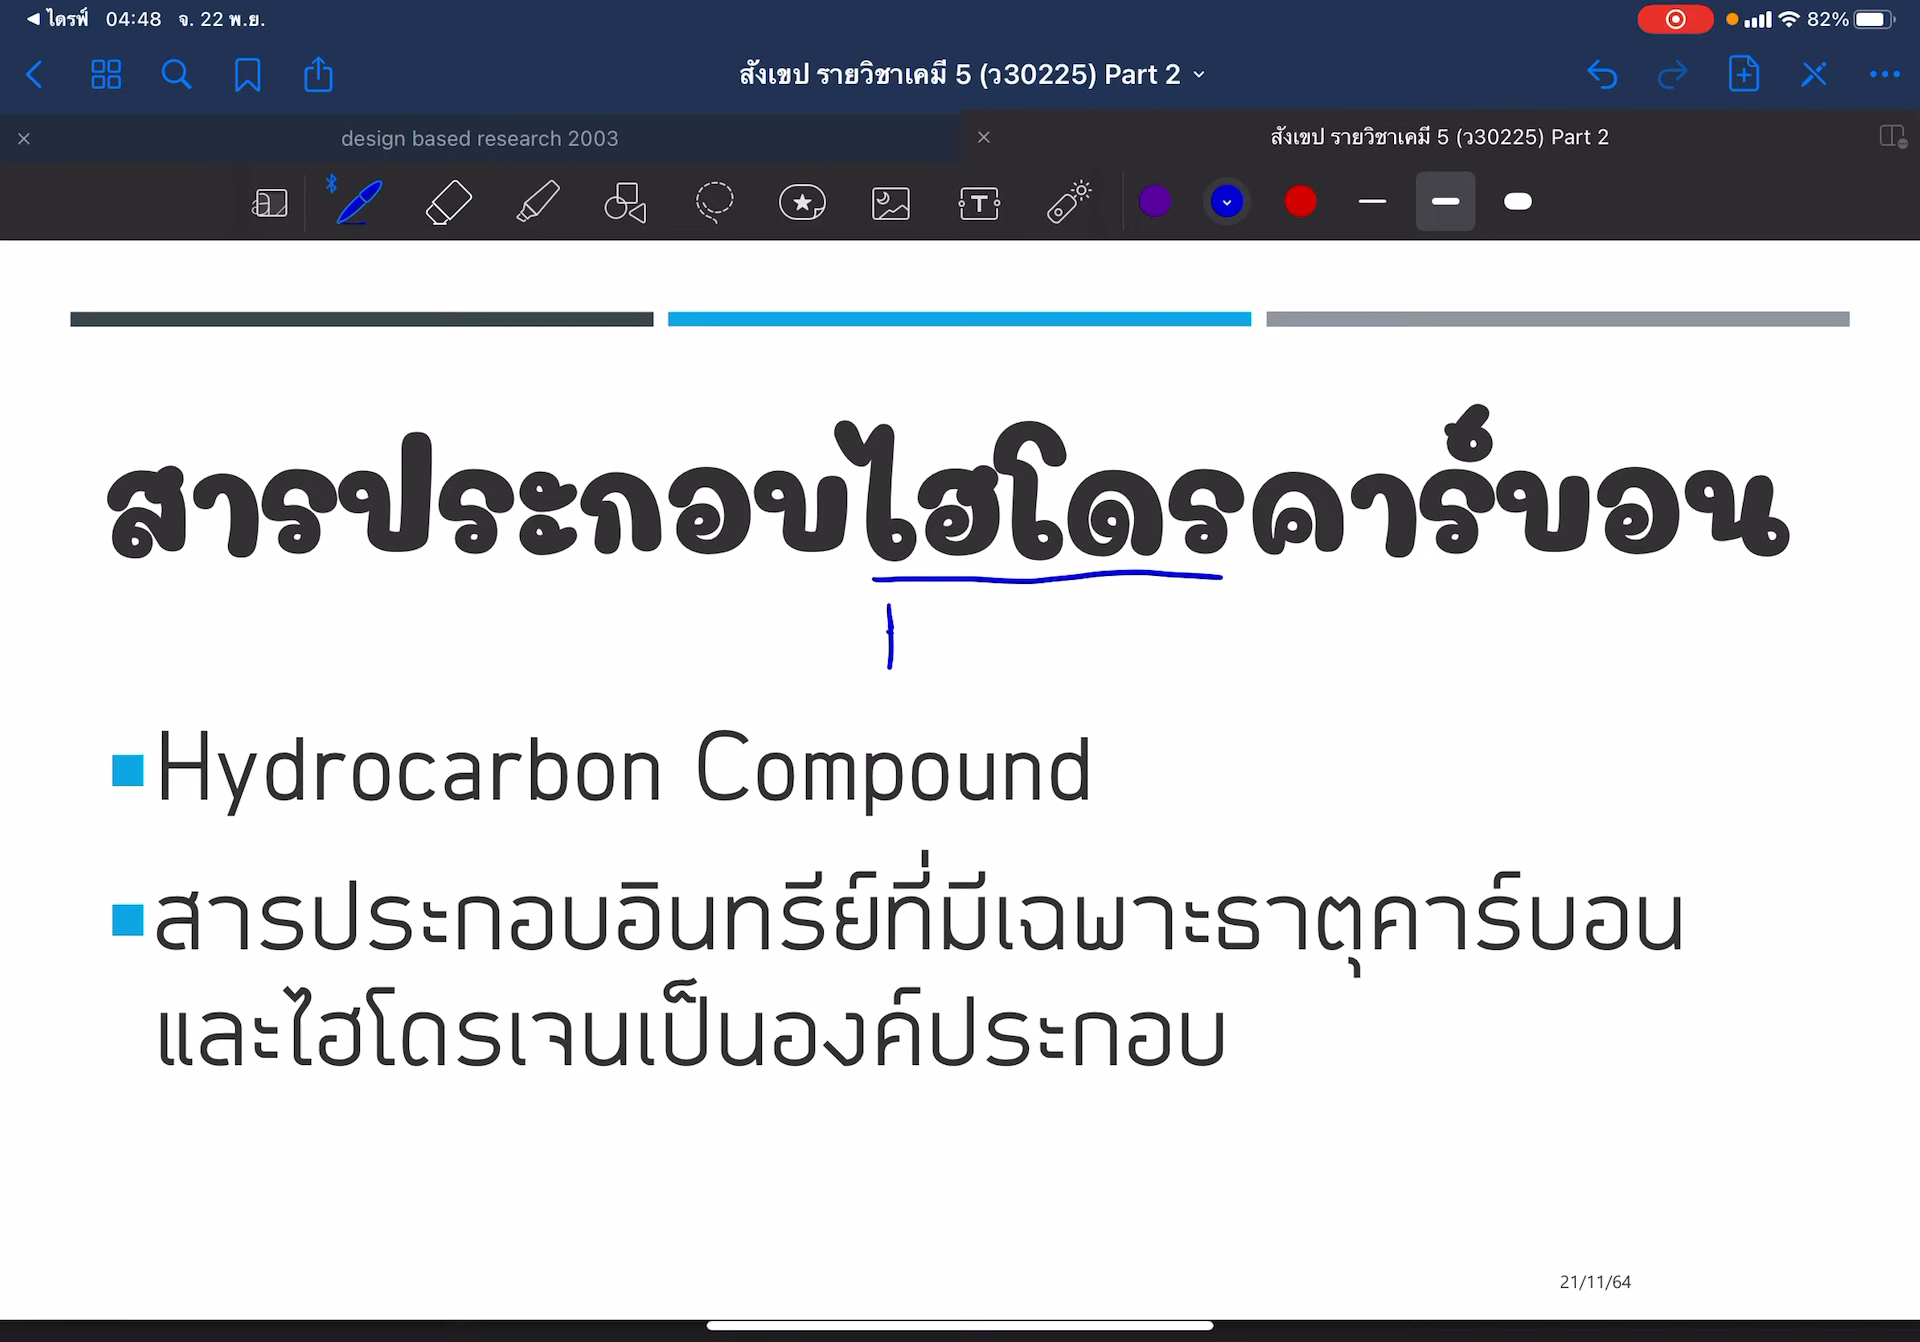 ◀ ไดรฟ์ 04:48 จ. 22 พ.ย. 82%
สังเขป รายวิชาเคมี 5 (ว30225) Part 2
design based research 2003
สังเขป รายวิชาเคมี 5 (ว30225) Part 2
T
สารประกอบไฮโดรคาร์บอน
Hydrocarbon Compound
สารประกอบอินทรีย์ที่มีเฉพาะธาตุคาร์บอน
และไฮโดรเจนเป็นองค์ประกอบ
21/11/64